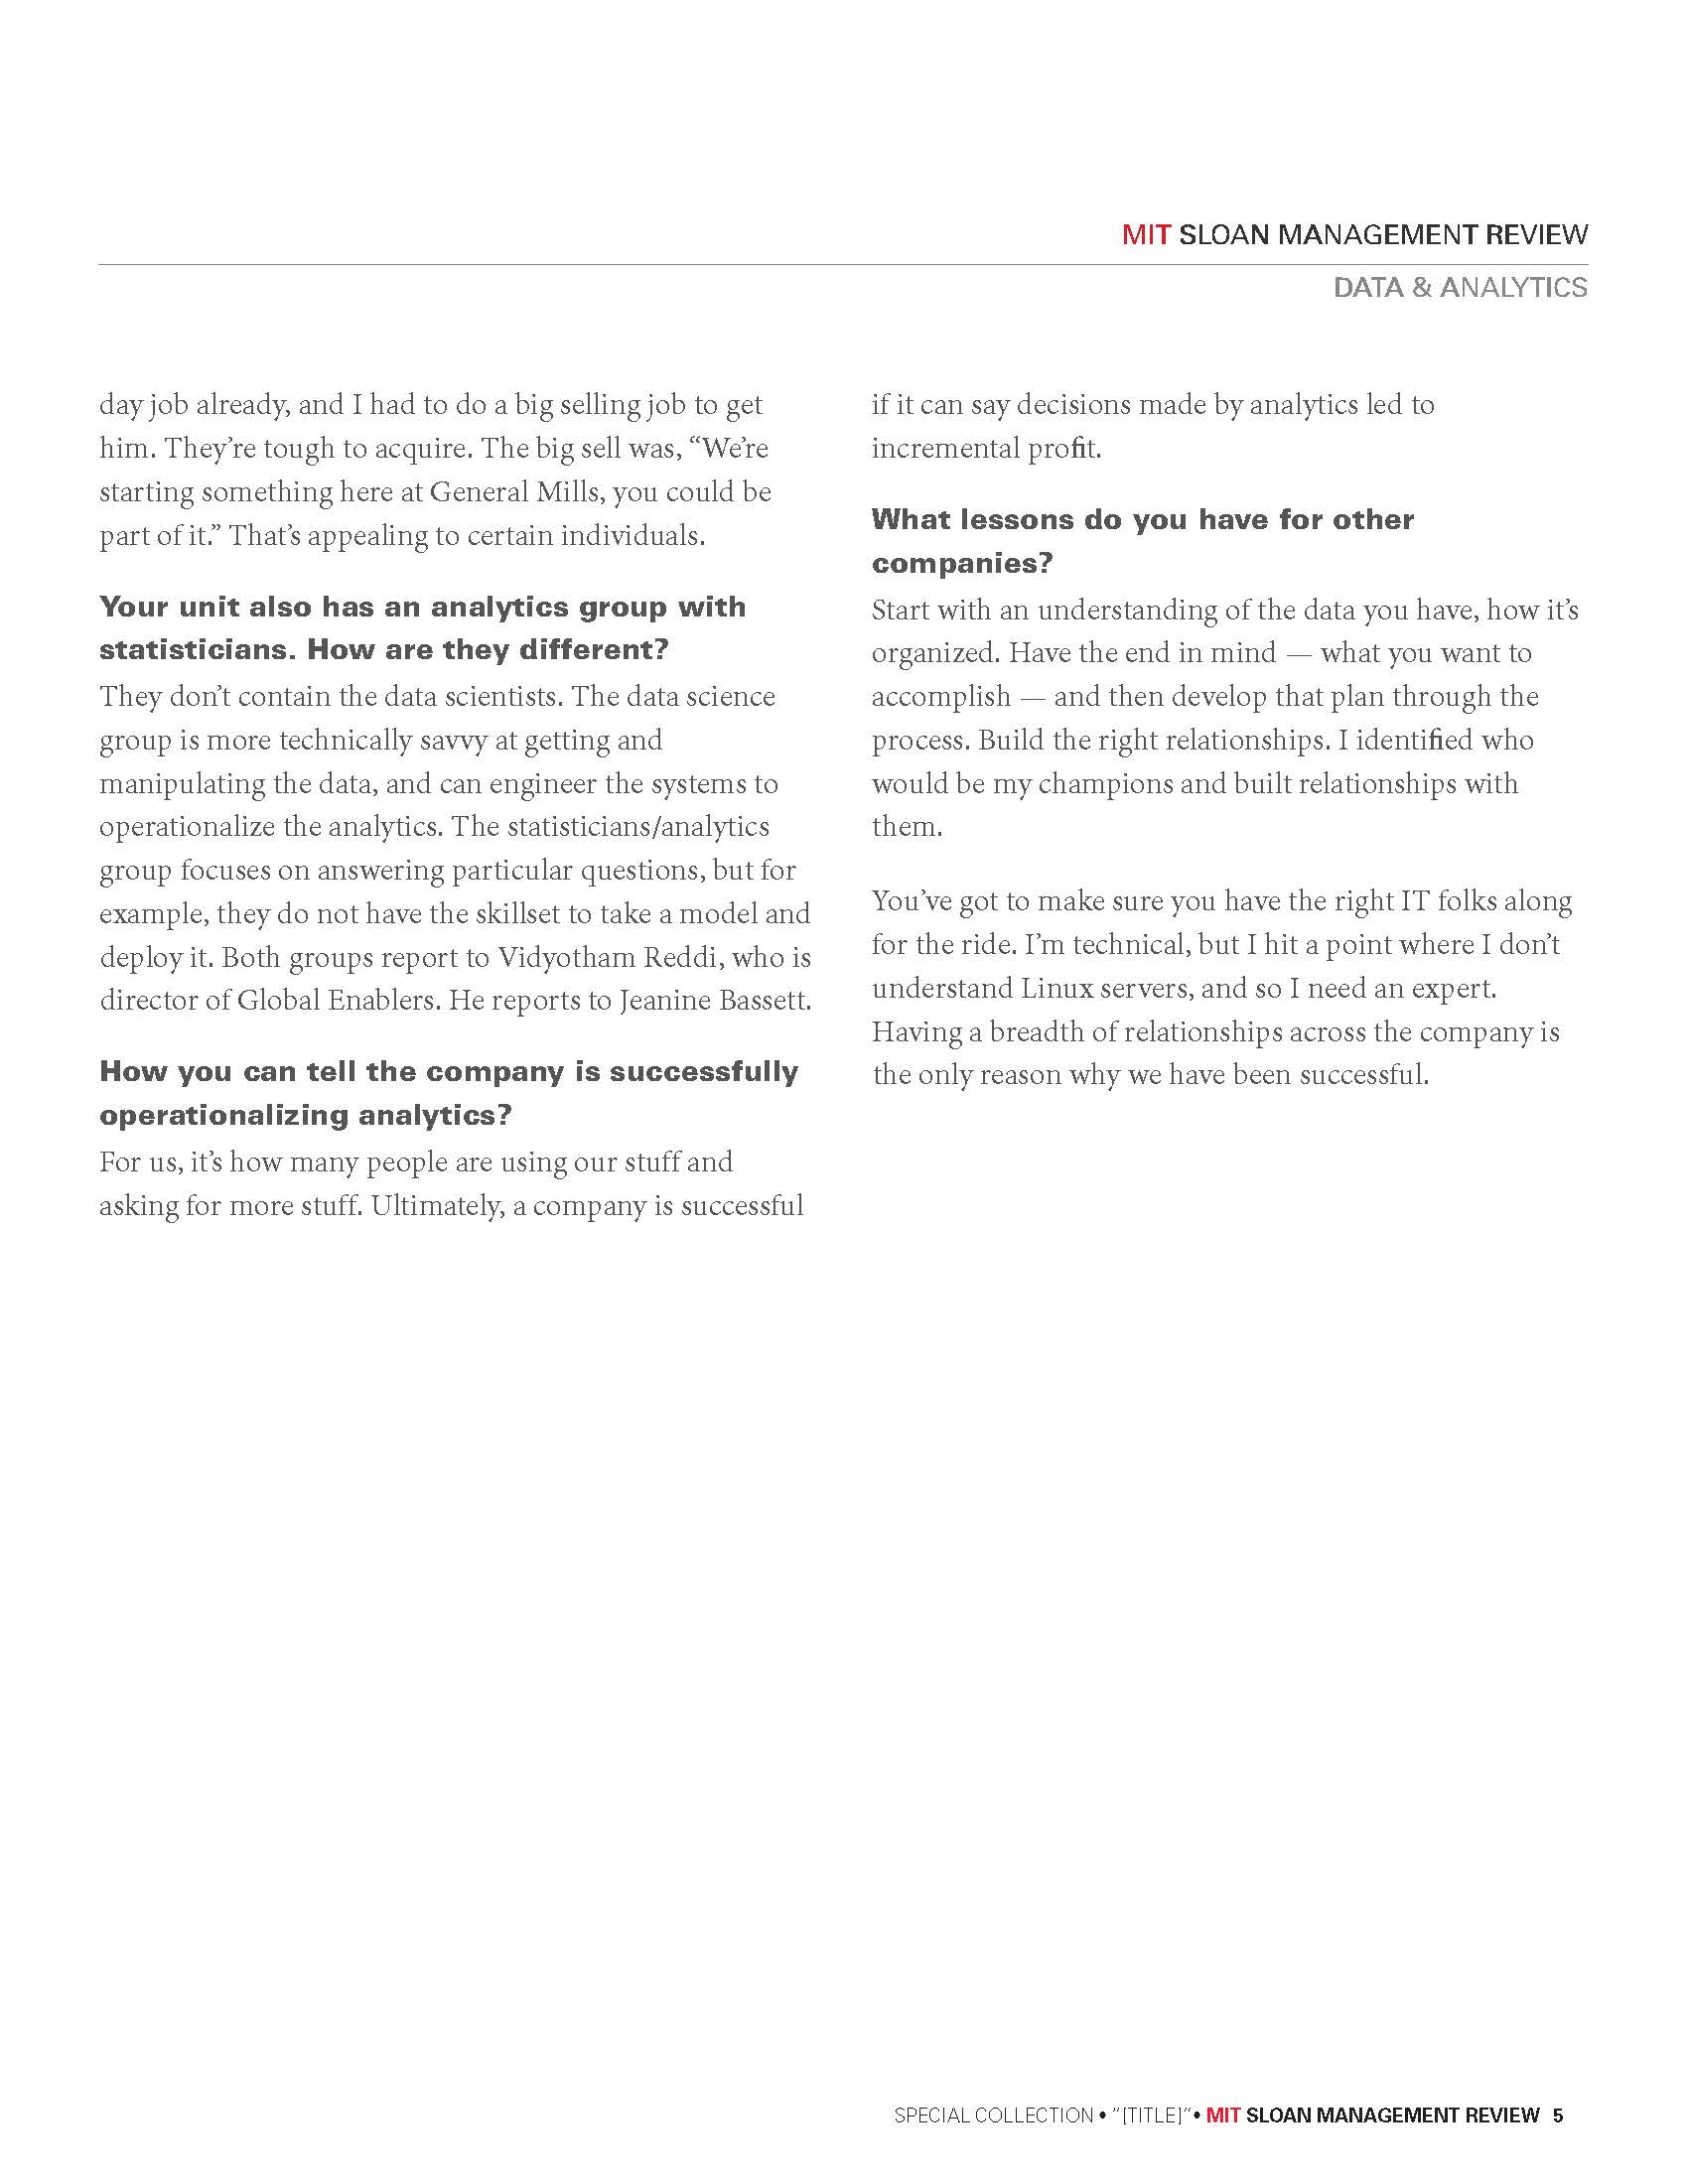 MIT SLOAN MANAGEMENT REVIEW
DATA & ANALYTICS
day job already, and I had to do a big selling job to get
him. They’re tough to acquire. The big sell was, “We’re
starting something here at General Mills, you could be
part of it.” That’s appealing to certain individuals.
Your unit also has an analytics group with
statisticians. How are they different?
They don’t contain the data scientists. The data science
group is more technically savvy at getting and
manipulating the data, and can engineer the systems to
operationalize the analytics. The statisticians/analytics
group focuses on answering particular questions, but for
example, they do not have the skillset to take a model and
deploy it. Both groups report to Vidyotham Reddi, who is
director of Global Enablers. He reports to Jeanine Bassett.
How you can tell the company is successfully
operationalizing analytics?
For us, it’s how many people are using our stuff and
asking for more stuff. Ultimately, a company is successful
if it can say decisions made by analytics led to
incremental profit.
What lessons do you have for other
companies?
Start with an understanding of the data you have, how it’s
organized. Have the end in mind — what you want to
accomplish — and then develop that plan through the
process. Build the right relationships. I identified who
would be my champions and built relationships with
them.
You’ve got to make sure you have the right IT folks along
for the ride. I’m technical, but I hit a point where I don’t
understand Linux servers, and so I need an expert.
Having a breadth of relationships across the company is
the only reason why we have been successful.
SPECIAL COLLECTION • “[TITLE]“• MIT SLOAN MANAGEMENT REVIEW 5